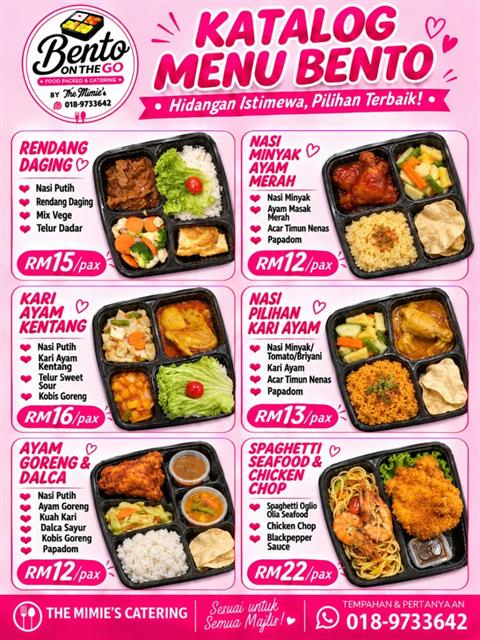 Bento
ON THE GO
FOOD PACKED & CATERING
BY The Mimie's
018-9733642
KATALOG
MENU BENTO
Hidangan Istimewa, Pilihan Terbaik!
RENDANG
DAGING
Nasi Putih
Rendang Daging
Mix Vege
Telur Dadar
RM15/pax
NASI
MINYAK
AYAM
MERAH
Nasi Minyak
Ayam Masak
Merah
Acar Timun Nenas
Papadom
RM12/pax
KARI
AYAM
KENTANG
Nasi Putih
Kari Ayam
Kentang
Telur Sweet
Sour
Kobis Goreng
RM16/pax
NASI
PILIHAN
KARI AYAM
Nasi Minyak/
Tomato/Briyani
Kari Ayam
Acar Timun Nenas
Papadom
RM13/pax
AYAM
GORENG &
DALCA
Nasi Putih
Ayam Goreng
Kuah Kari
Dalca Sayur
Kobis Goreng
Papadom
RM12/pax
SPAGHETTI
SEAFOOD &
CHICKEN
CHOP
Spaghetti Oglio
Olia Seafood
Chicken Chop
Blackpepper
Sauce
RM22/pax
THE MIMIE'S CATERING
Sesuai untuk
Semua Majlis!
TEMPAHAN & PERTANYAAN
018-9733642